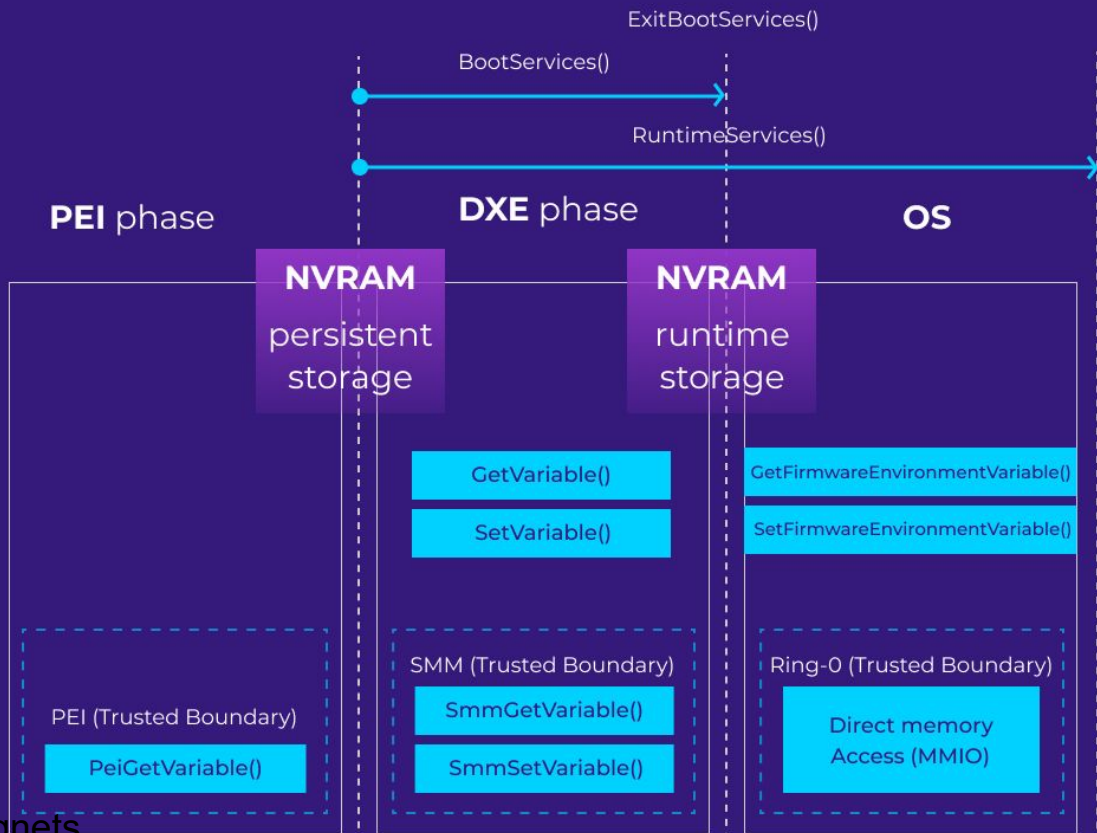 ExitBootServices()
BootServices()
RuntimeServices()
PEI phase
DXE phase
OS
NVRAM
persistent
storage
NVRAM
runtime
storage
GetVariable()
SetVariable()
GetFirmwareEnvironmentVariable()
SetFirmwareEnvironmentVariable()
PEI (Trusted Boundary)
PeiGetVariable()
SMM (Trusted Boundary)
SmmGetVariable()
SmmSetVariable()
Ring-0 (Trusted Boundary)
Direct memory
Access (MMIO)